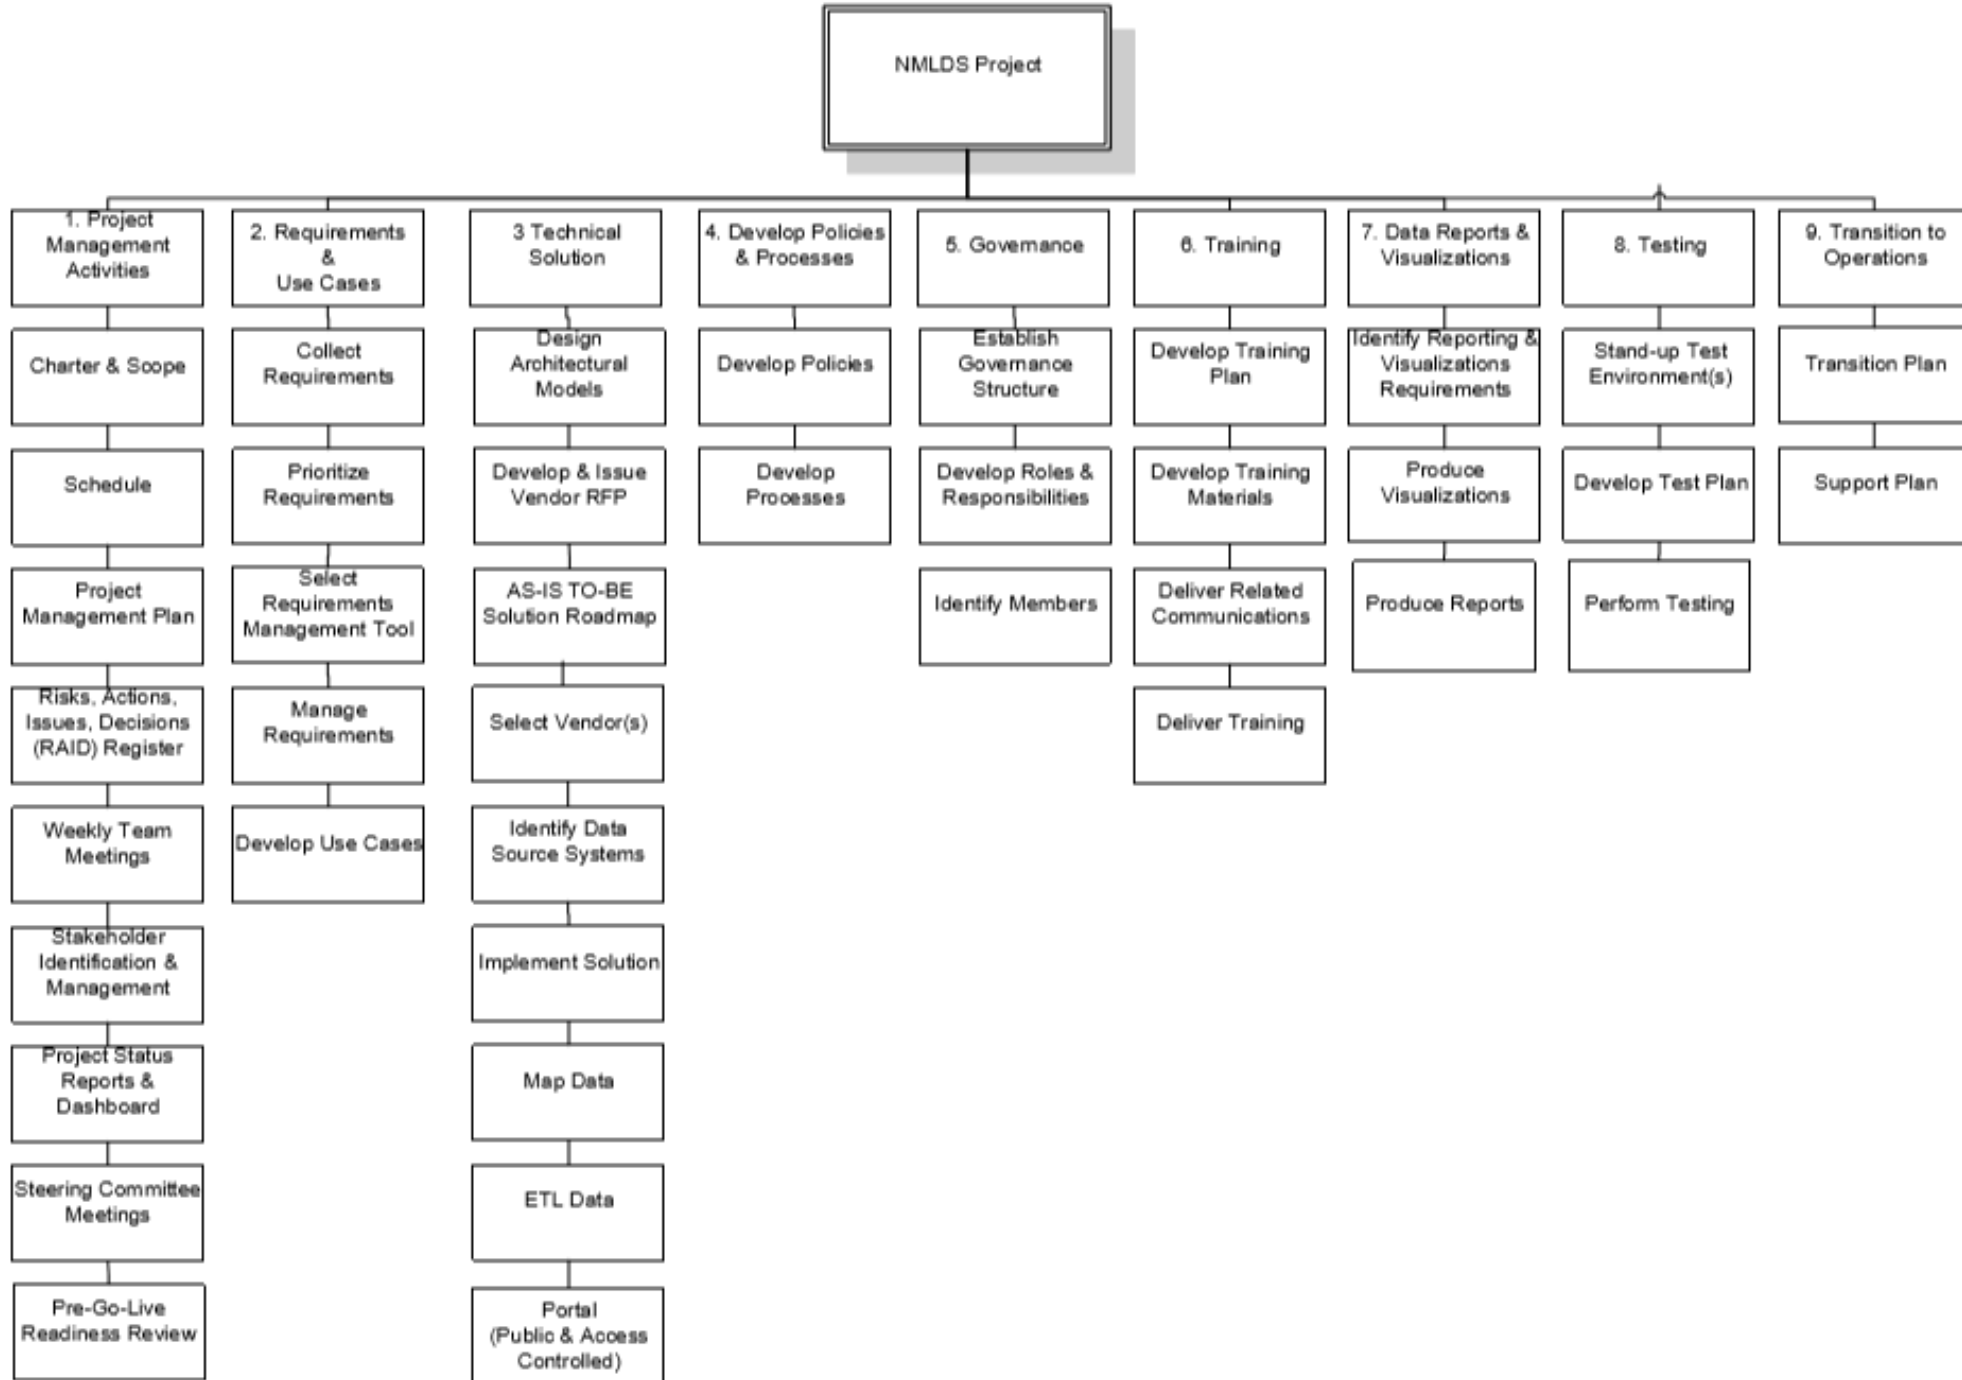 NMLDS Project
1. Project
Management
Activities
2. Requirements
&
Use Cases
3 Technical
Solution
4. Develop Policies
& Processes
5. Governance
6. Training
7. Data Reports &
Visualizations
8. Testing
9. Transition to
Operations
Charter & Scope
Schedule
Project
Management Plan
Risks, Actions,
Issues, Decisions
(RAID) Register
Weekly Team
Meetings
Stakeholder
Identification &
Management
Project Status
Reports &
Dashboard
Steering Committee
Meetings
Pre-Go-Live
Readiness Review
Collect
Requirements
Prioritize
Requirements
Select
Requirements
Management Tool
Manage
Requirements
Develop Use Cases
Design
Architectural
Models
Develop & Issue
Vendor RFP
AS-IS TO-BE
Solution Roadmap
Select Vendor(s)
Identify Data
Source Systems
Implement Solution
Map Data
ETL Data
Portal
(Public & Access
Controlled)
Develop Policies
Develop
Processes
Establish
Governance
Structure
Develop Roles &
Responsibilities
Identify Members
Develop Training
Plan
Develop Training
Materials
Deliver Related
Communications
Deliver Training
Identify Reporting &
Visualizations
Requirements
Produce
Visualizations
Produce Reports
Stand-up Test
Environment(s)
Develop Test Plan
Perform Testing
Transition Plan
Support Plan